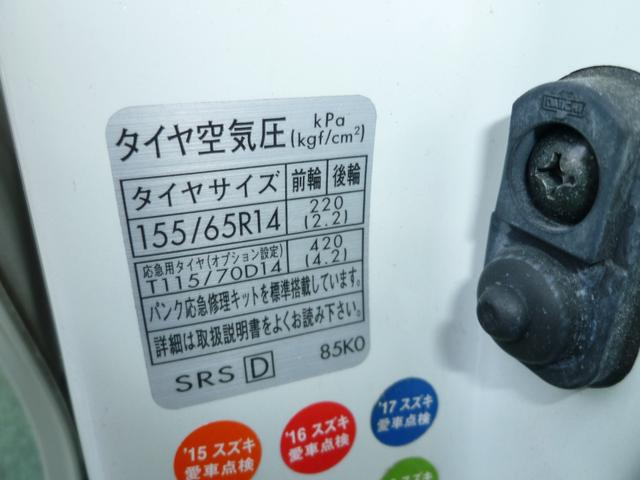 タイヤ空気圧 kPa (kgf/cm²)
タイヤサイズ 前輪 後輪
155/65R14 220 (2.2)
応急用タイヤ(オプション設定) 420 (4.2)
T115/70D14
パンク応急修理キットを標準搭載しています。
詳細は取扱説明書をよくお読み下さい。
SRS D 85K0
'15 スズキ
愛車点検
'16 スズキ
愛車点検
'17 スズキ
愛車点検